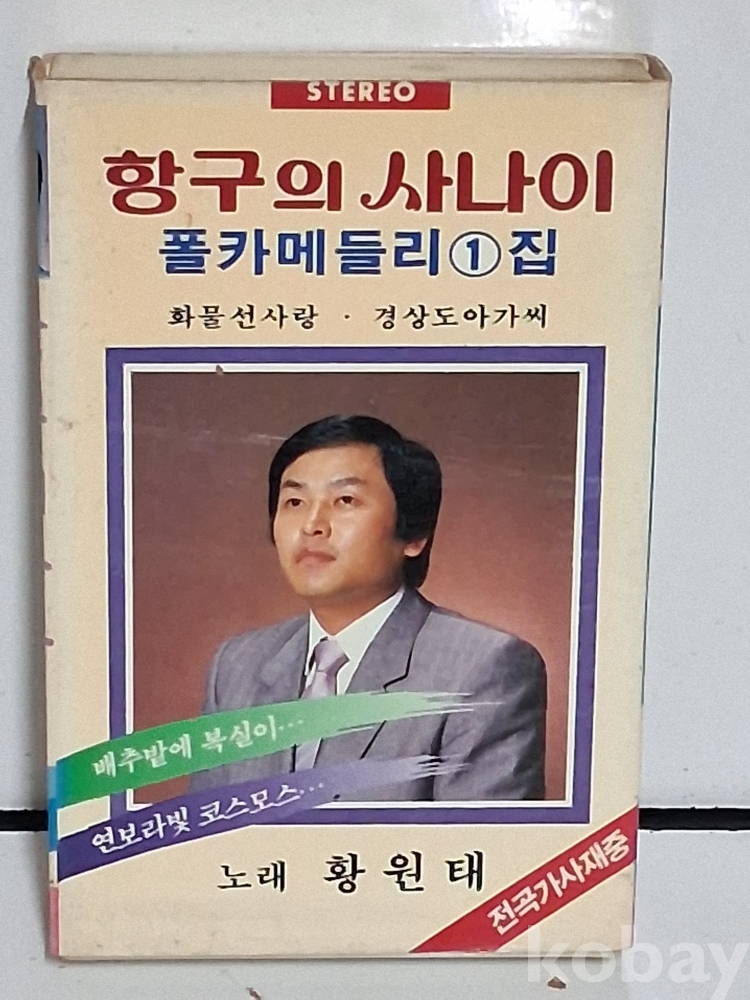 STEREO
항구의 사나이
폴카메들리①집
화물선사랑 · 경상도아가씨
배추밭에 복실이...
연보라빛 코스모스...
노래 황원태
전곡가사재중
kobay